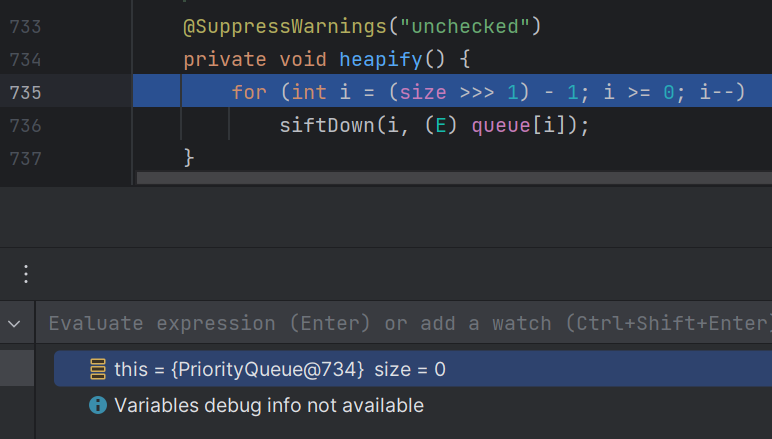 733 @SuppressWarnings("unchecked")
734 private void heapify() {
735 for (int i = (size >>> 1) - 1; i >= 0; i--)
736 siftDown(i, (E) queue[i]);
737 }
Evaluate expression (Enter) or add a watch (Ctrl+Shift+Enter)
this = {PriorityQueue@734} size = 0
Variables debug info not available